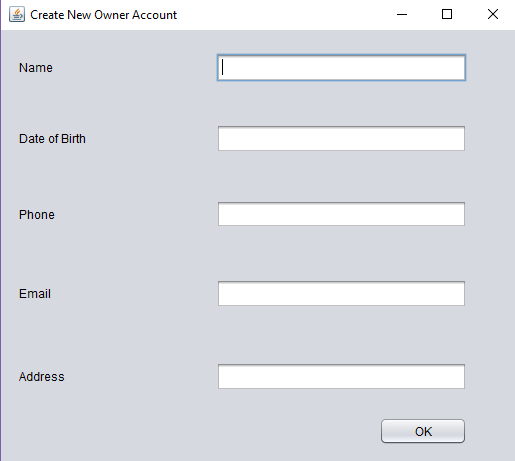 Create New Owner Account
Name
Date of Birth
Phone
Email
Address
OK